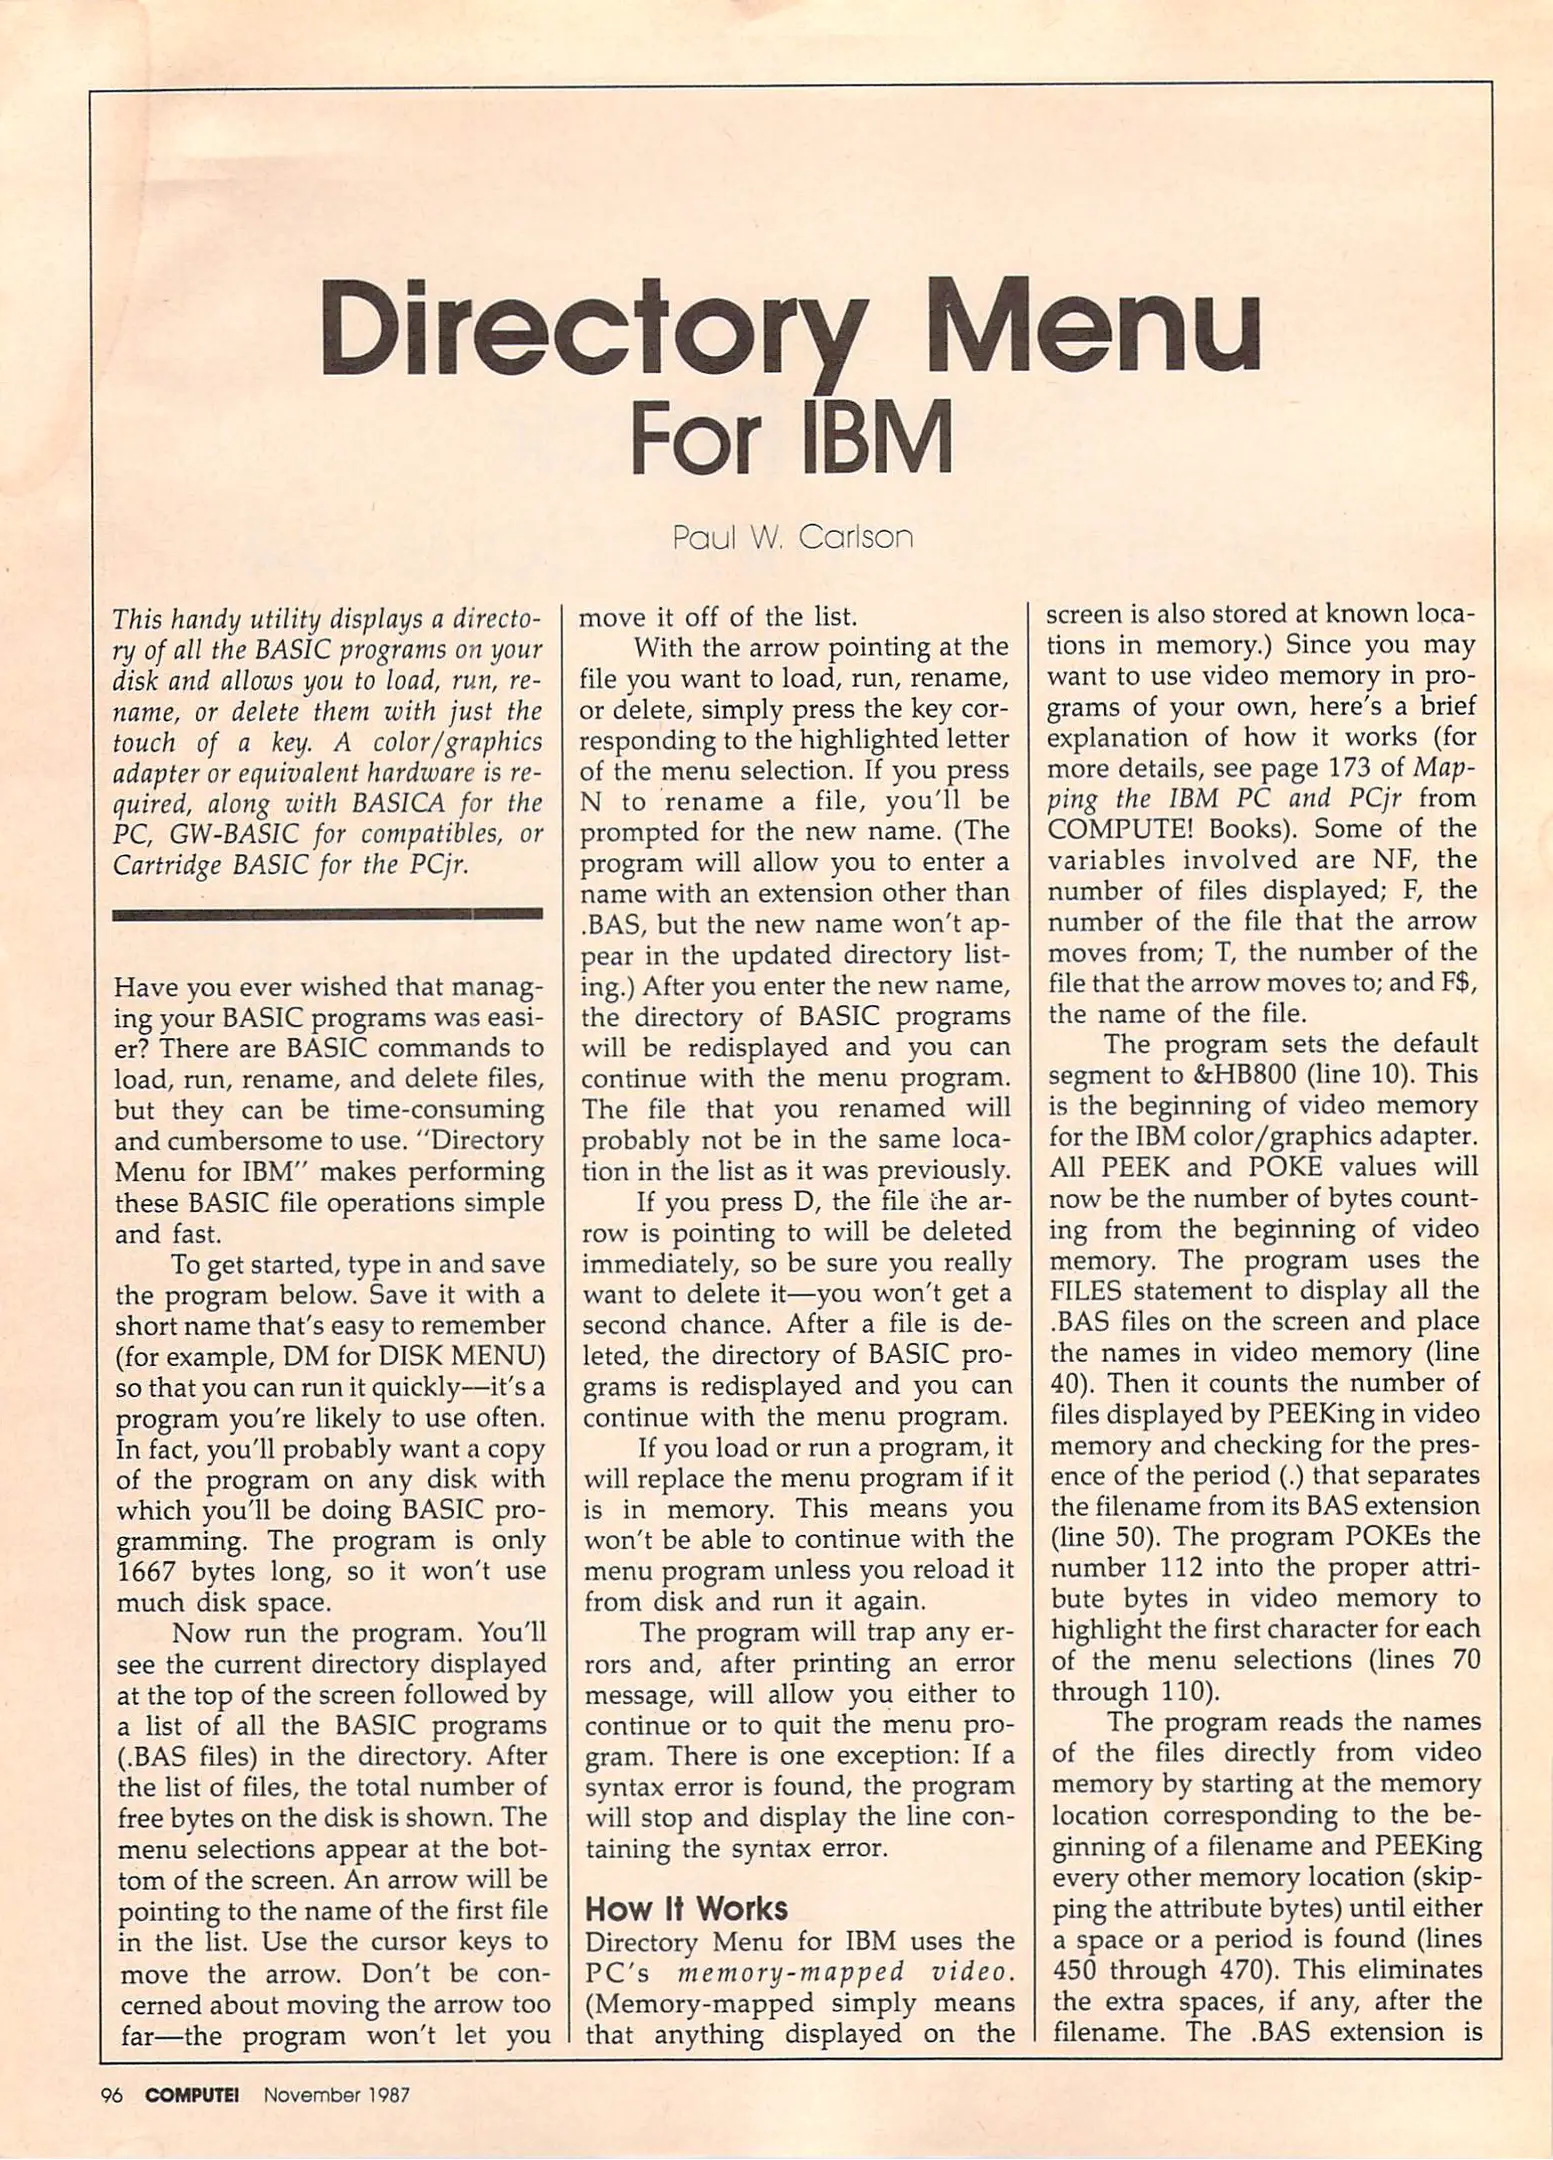 Directory Menu
For IBM
Paul W. Carlson
This handy utility displays a directo-
ry of all the BASIC programs on your
disk and allows you to load, run, re-
name, or delete them with just the
touch of a key. A color/graphics
adapter or equivalent hardware is re-
quired, along with BASICA for the
PC, GW-BASIC for compatibles, or
Cartridge BASIC for the PCjr.
Have you ever wished that manag-
ing your BASIC programs was easi-
er? There are BASIC commands to
load, run, rename, and delete files,
but they can be time-consuming
and cumbersome to use. "Directory
Menu for IBM" makes performing
these BASIC file operations simple
and fast.
To get started, type in and save
the program below. Save it with a
short name that's easy to remember
(for example, DM for DISK MENU)
so that you can run it quickly—it's a
program you're likely to use often.
In fact, you'll probably want a copy
of the program on any disk with
which you'll be doing BASIC pro-
gramming. The program is only
1667 bytes long, so it won't use
much disk space.
Now run the program. You'll
see the current directory displayed
at the top of the screen followed by
a list of all the BASIC programs
(.BAS files) in the directory. After
the list of files, the total number of
free bytes on the disk is shown. The
menu selections appear at the bot-
tom of the screen. An arrow will be
pointing to the name of the first file
in the list. Use the cursor keys to
move the arrow. Don't be con-
cerned about moving the arrow too
far—the program won't let you
move it off of the list.
With the arrow pointing at the
file you want to load, run, rename,
or delete, simply press the key cor-
responding to the highlighted letter
of the menu selection. If you press
N to rename a file, you'll be
prompted for the new name. (The
program will allow you to enter a
name with an extension other than
.BAS, but the new name won't ap-
pear in the updated directory list-
ing.) After you enter the new name,
the directory of BASIC programs
will be redisplayed and you can
continue with the menu program.
The file that you renamed will
probably not be in the same loca-
tion in the list as it was previously.
If you press D, the file the ar-
row is pointing to will be deleted
immediately, so be sure you really
want to delete it—you won't get a
second chance. After a file is de-
leted, the directory of BASIC pro-
grams is redisplayed and you can
continue with the menu program.
If you load or run a program, it
will replace the menu program if it
is in memory. This means you
won't be able to continue with the
menu program unless you reload it
from disk and run it again.
The program will trap any er-
rors and, after printing an error
message, will allow you either to
continue or to quit the menu pro-
gram. There is one exception: If a
syntax error is found, the program
will stop and display the line con-
taining the syntax error.
How It Works
Directory Menu for IBM uses the
PC's memory-mapped video.
(Memory-mapped simply means
that anything displayed on the
screen is also stored at known loca-
tions in memory.) Since you may
want to use video memory in pro-
grams of your own, here's a brief
explanation of how it works (for
more details, see page 173 of Map-
ping the IBM PC and PCjr from
COMPUTE! Books). Some of the
variables involved are NF, the
number of files displayed; F, the
number of the file that the arrow
moves from; T, the number of the
file that the arrow moves to; and F$,
the name of the file.
The program sets the default
segment to &HB800 (line 10). This
is the beginning of video memory
for the IBM color/graphics adapter.
All PEEK and POKE values will
now be the number of bytes count-
ing from the beginning of video
memory. The program uses the
FILES statement to display all the
.BAS files on the screen and place
the names in video memory (line
40). Then it counts the number of
files displayed by PEEKing in video
memory and checking for the pres-
ence of the period (.) that separates
the filename from its BAS extension
(line 50). The program POKEs the
number 112 into the proper attri-
bute bytes in video memory to
highlight the first character for each
of the menu selections (lines 70
through 110).
The program reads the names
of the files directly from video
memory by starting at the memory
location corresponding to the be-
ginning of a filename and PEEKing
every other memory location (skip-
ping the attribute bytes) until either
a space or a period is found (lines
450 through 470). This eliminates
the extra spaces, if any, after the
filename. The .BAS extension is
96 COMPUTE! November 1987